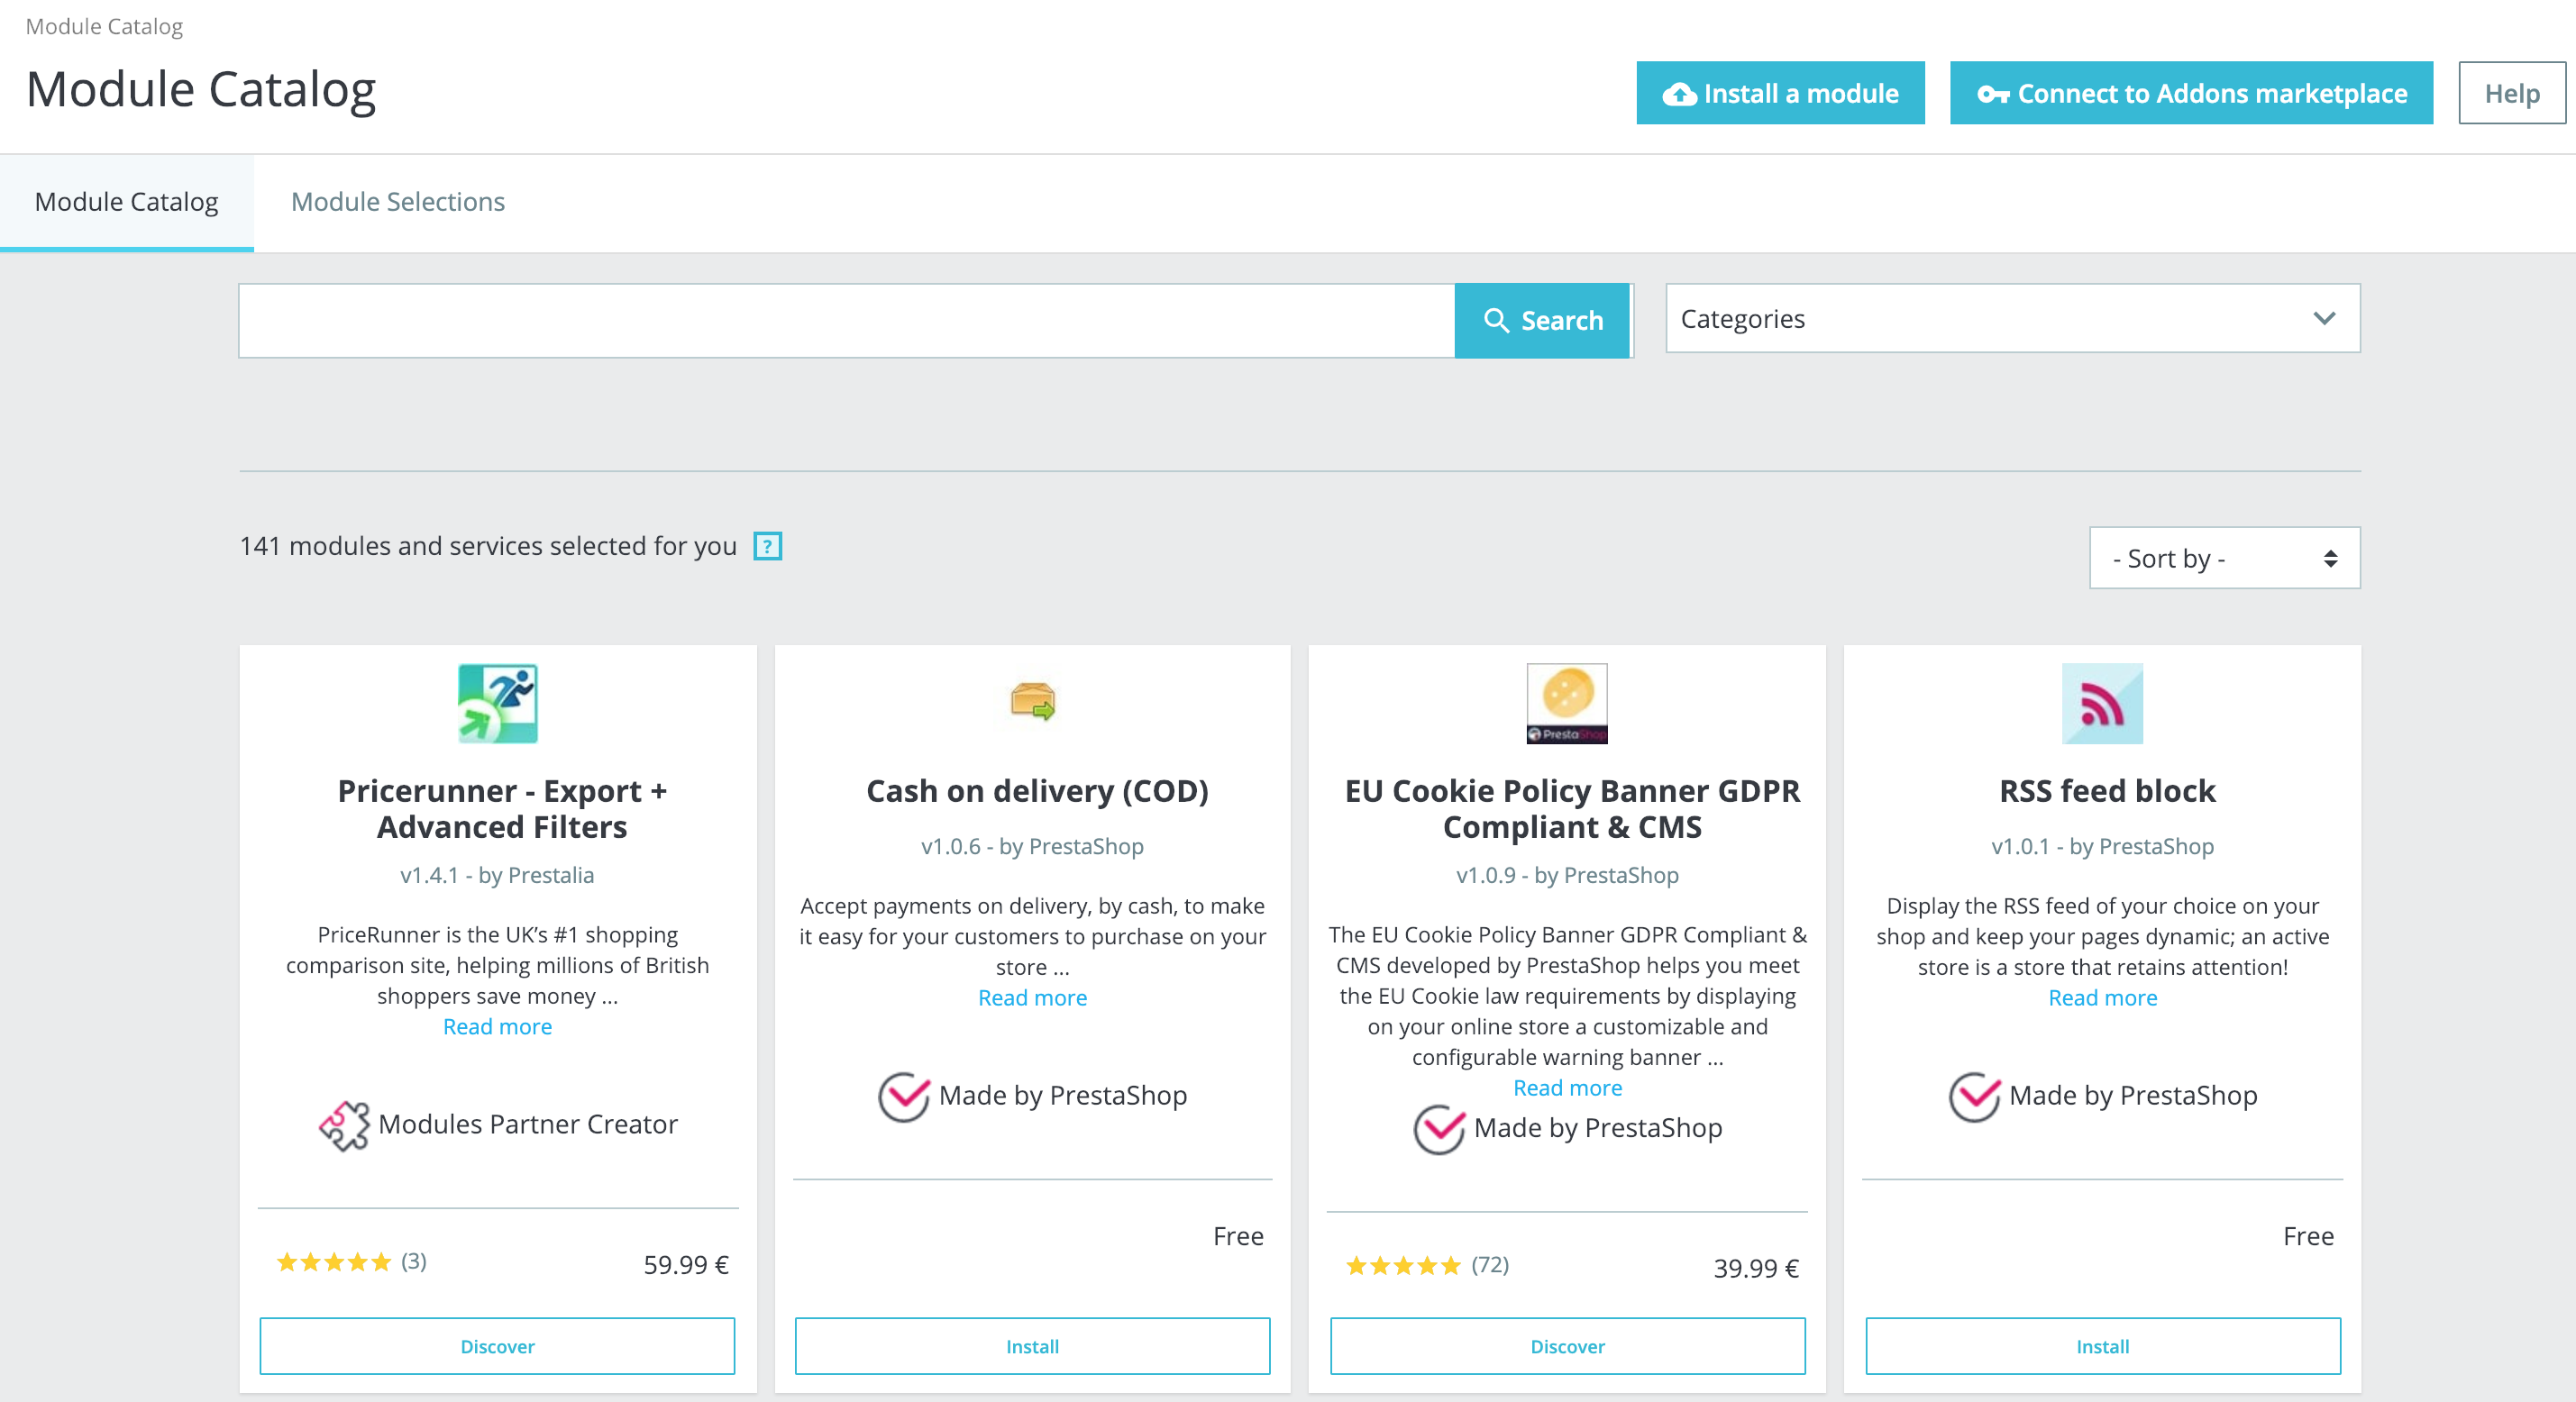 Module Catalog
Module Catalog
Install a module
Connect to Addons marketplace
Help
Module Catalog
Module Selections
Search
Categories
141 modules and services selected for you ?
- Sort by -
Pricerunner - Export +
Advanced Filters
v1.4.1 - by Prestalia
PriceRunner is the UK’s #1 shopping
comparison site, helping millions of British
shoppers save money ...
Read more
Modules Partner Creator
(3)
59.99 €
Discover
Cash on delivery (COD)
v1.0.6 - by PrestaShop
Accept payments on delivery, by cash, to make
it easy for your customers to purchase on your
store ...
Read more
Made by PrestaShop
Free
Install
PrestaShop
EU Cookie Policy Banner GDPR
Compliant & CMS
v1.0.9 - by PrestaShop
The EU Cookie Policy Banner GDPR Compliant &
CMS developed by PrestaShop helps you meet
the EU Cookie law requirements by displaying
on your online store a customizable and
configurable warning banner ...
Read more
Made by PrestaShop
(72)
39.99 €
Discover
RSS feed block
v1.0.1 - by PrestaShop
Display the RSS feed of your choice on your
shop and keep your pages dynamic; an active
store is a store that retains attention!
Read more
Made by PrestaShop
Free
Install